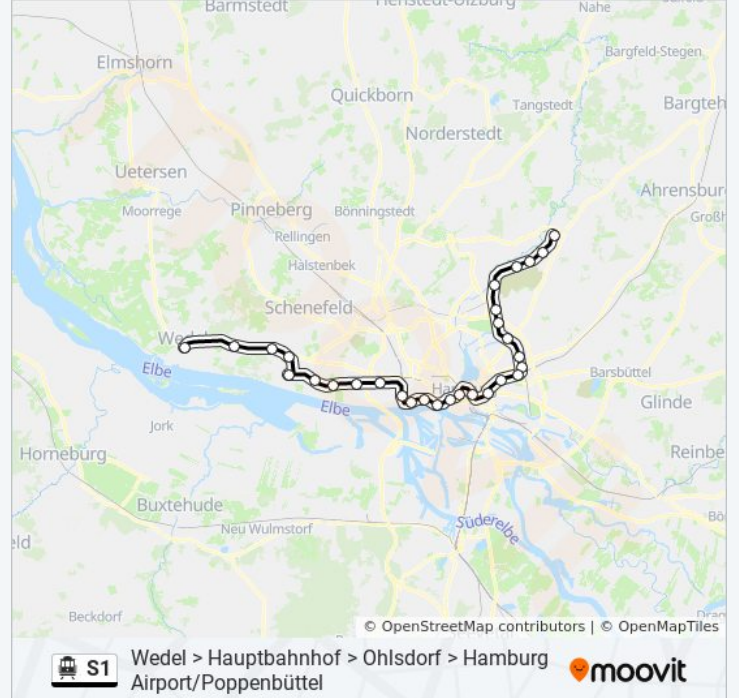 Barmstedt
Nahe
Elmshorn
Bargfeld-Stegen
Quickborn
Tangstedt
Bargteh
Norderstedt
Uetersen
Ahrensbur
Moorrege
Pinneberg
Bönningstedt
Rellingen
Halstenbek
Schenefeld
Wedel
Elbe
Barsbüttel
Elbe
Glinde
Jork
Horneburg
Reinbe
Buxtehude
Neu Wulmstorf
Süderelbe
Beckdorf
© OpenStreetMap contributors | © OpenMapTiles
S1
Wedel > Hauptbahnhof > Ohlsdorf > Hamburg
Airport/Poppenbüttel
moovit